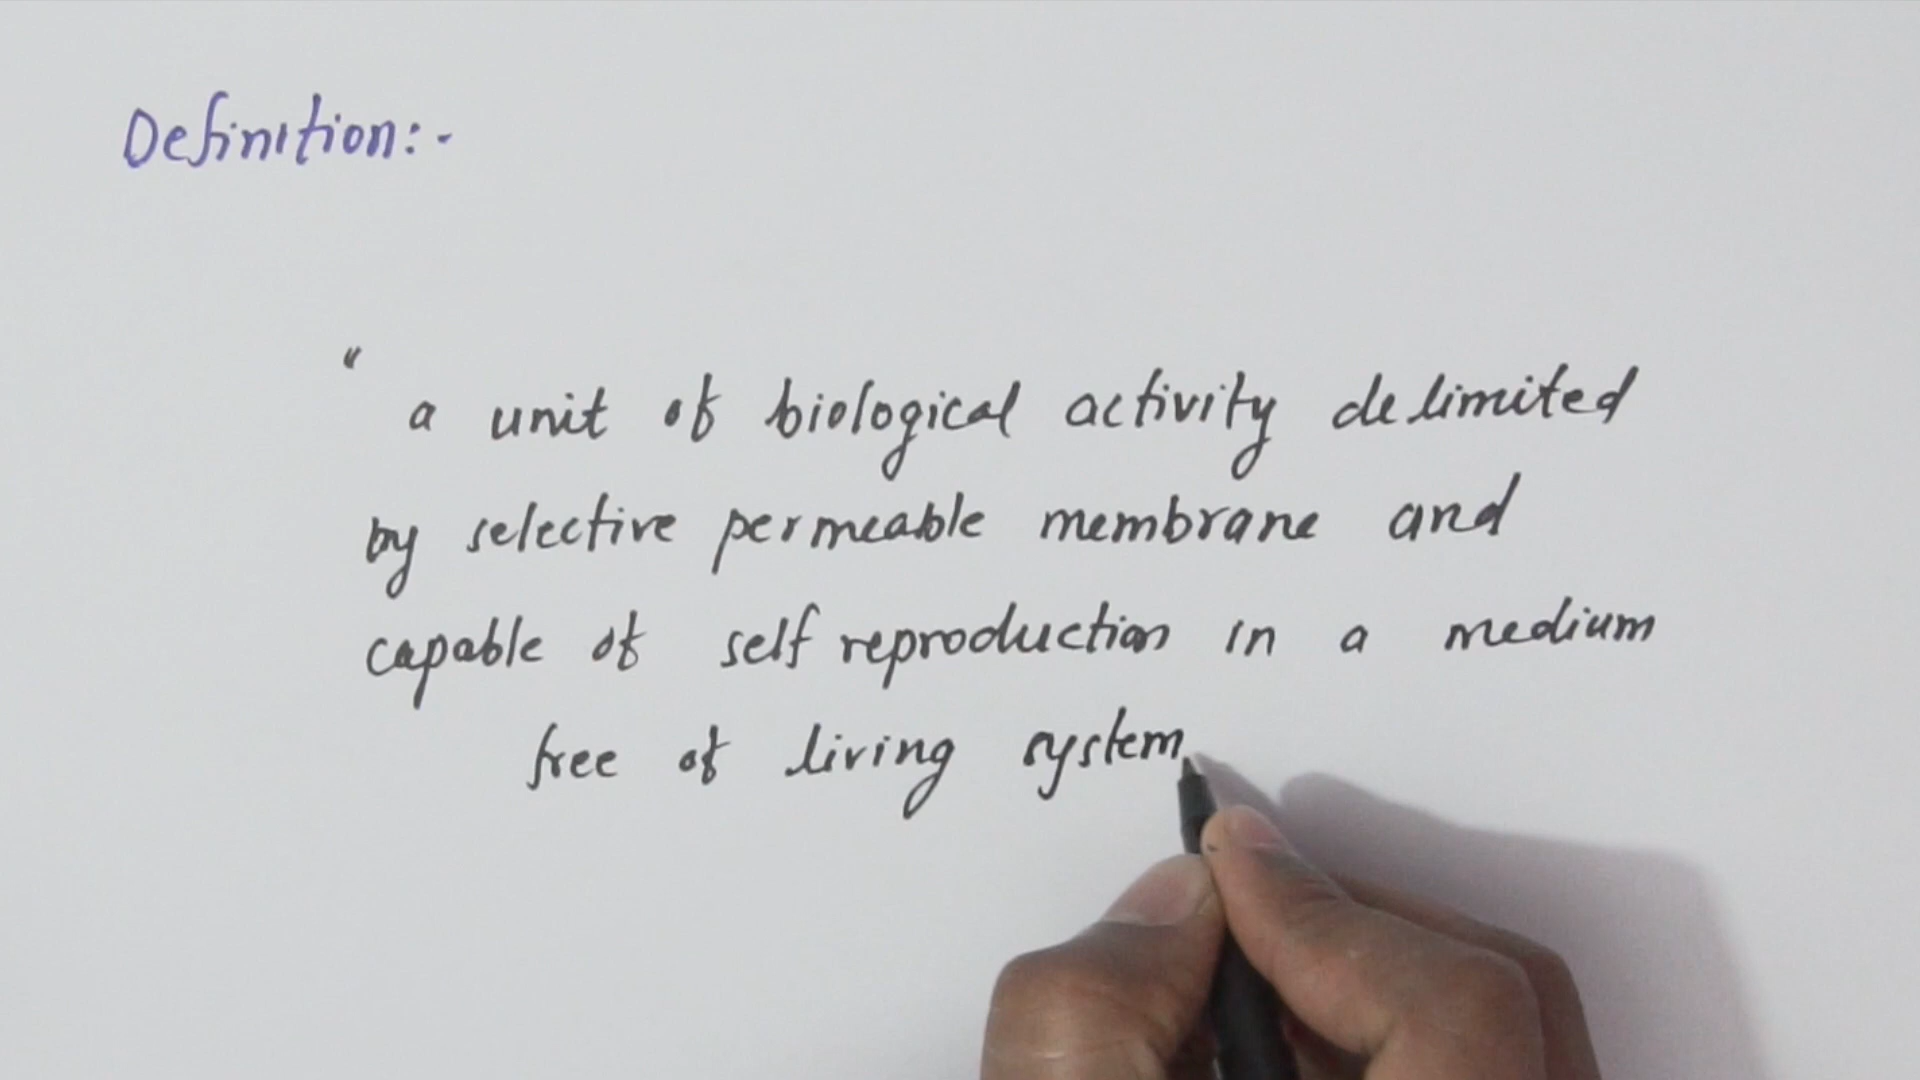 Definition:-
"
a unit of biological activity delimited
by selective permeable membrane and
capable of self reproduction in a medium
free of living system